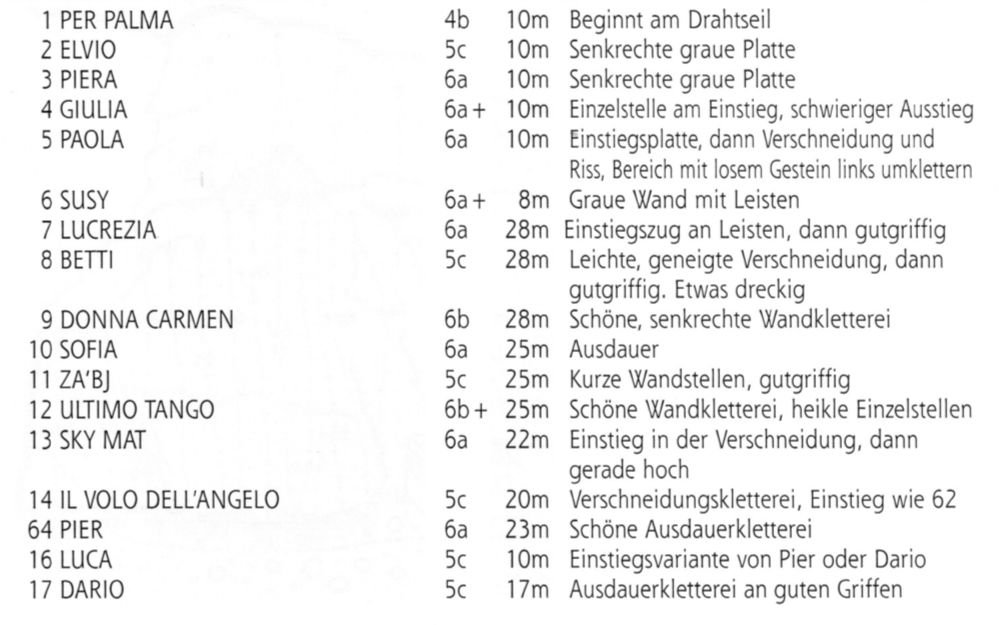 1 PER PALMA 4b 10m Beginnt am Drahtseil
2 ELVIO 5c 10m Senkrechte graue Platte
3 PIERA 6a 10m Senkrechte graue Platte
4 GIULIA 6a+ 10m Einzelstelle am Einstieg, schwieriger Ausstieg
5 PAOLA 6a 10m Einstiegsplatte, dann Verschneidung und
Riss, Bereich mit losem Gestein links umklettern
6 SUSY 6a+ 8m Graue Wand mit Leisten
7 LUCREZIA 6a 28m Einstiegszug an Leisten, dann gutgriffig
8 BETTI 5c 28m Leichte, geneigte Verschneidung, dann
gutgriffig. Etwas dreckig
9 DONNA CARMEN 6b 28m Schöne, senkrechte Wandkletterei
10 SOFIA 6a 25m Ausdauer
11 ZA'BJ 5c 25m Kurze Wandstellen, gutgriffig
12 ULTIMO TANGO 6b+ 25m Schöne Wandkletterei, heikle Einzelstellen
13 SKY MAT 6a 22m Einstieg in der Verschneidung, dann
gerade hoch
14 IL VOLO DELL'ANGELO 5c 20m Verschneidungskletterei, Einstieg wie 62
64 PIER 6a 23m Schöne Ausdauerkletterei
16 LUCA 5c 10m Einstiegsvariante von Pier oder Dario
17 DARIO 5c 17m Ausdauerkletterei an guten Griffen